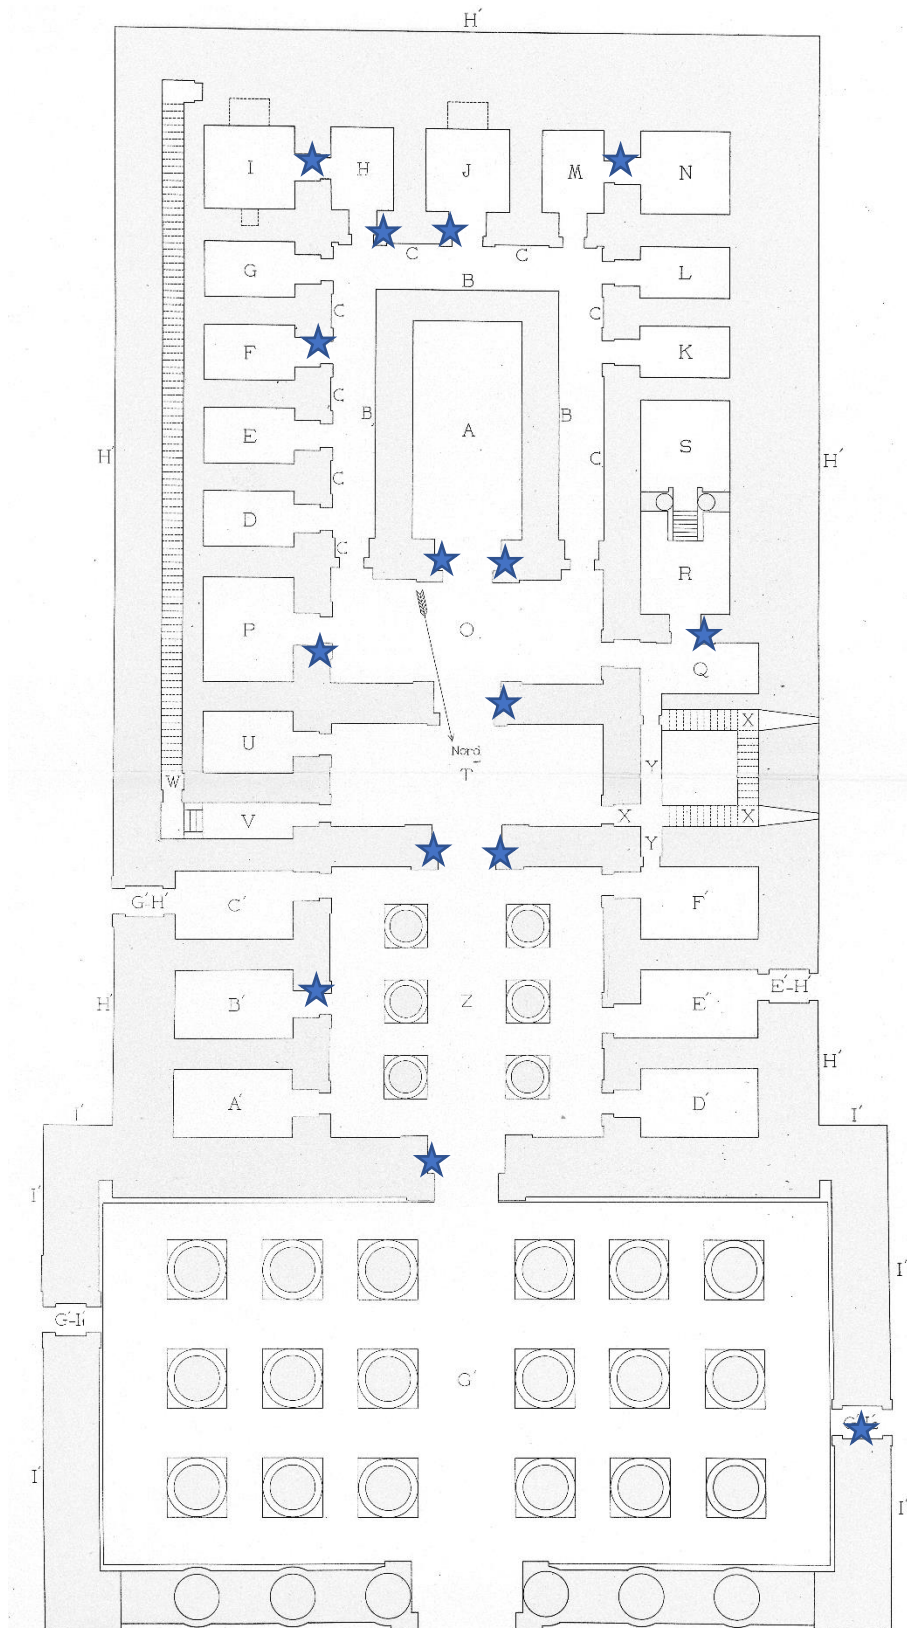 H′
I H J M N
C C
G B L
C C
F K
C B B
E A C S
H′ H′
C
D
C R
P O
Q
Nord
U T Y X
W
V X X
Y
G′-H′ C′ F′
E′-H′
H′ B′ Z E′
H′
A′ D′
I′ I′
I′
I′
G′-I′
G′
I′
I′